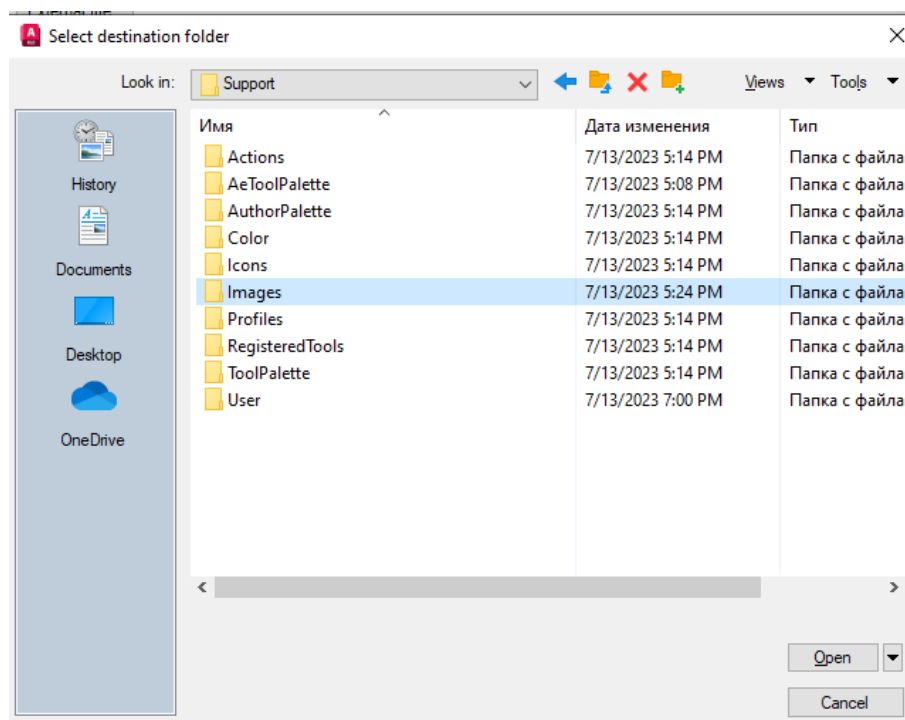 Select destination folder
Look in: Support Views Tools
Имя Дата изменения Тип
Actions 7/13/2023 5:14 PM Папка с файла
AeToolPalette 7/13/2023 5:08 PM Папка с файла
AuthorPalette 7/13/2023 5:14 PM Папка с файла
Color 7/13/2023 5:14 PM Папка с файла
Icons 7/13/2023 5:14 PM Папка с файла
Images 7/13/2023 5:24 PM Папка с файла
Profiles 7/13/2023 5:14 PM Папка с файла
RegisteredTools 7/13/2023 5:14 PM Папка с файла
ToolPalette 7/13/2023 5:14 PM Папка с файла
User 7/13/2023 7:00 PM Папка с файла
History
Documents
Desktop
OneDrive
Open
Cancel